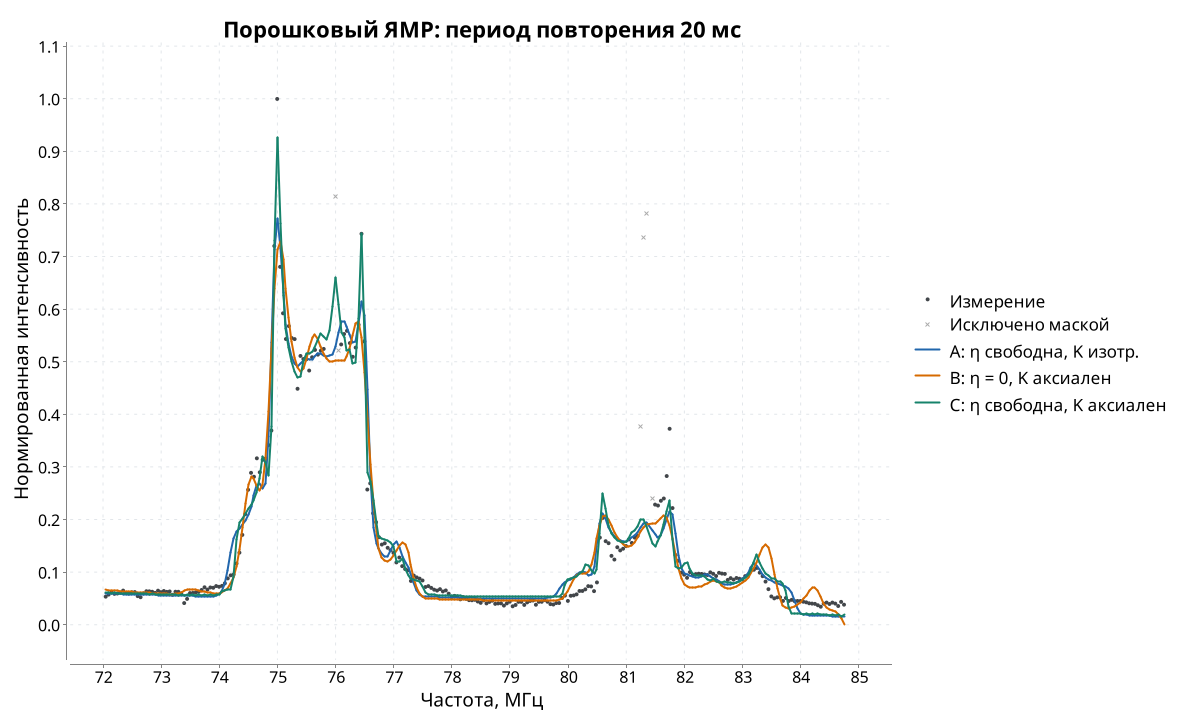 Порошковый ЯМР: период повторения 20 мс
Нормированная интенсивность
1.1
1.0
0.9
0.8
0.7
0.6
0.5
0.4
0.3
0.2
0.1
0.0
72 73 74 75 76 77 78 79 80 81 82 83 84 85
Частота, МГц
Измерение
Исключено маской
A: η свободна, K изотр.
B: η = 0, K аксиален
C: η свободна, K аксиален